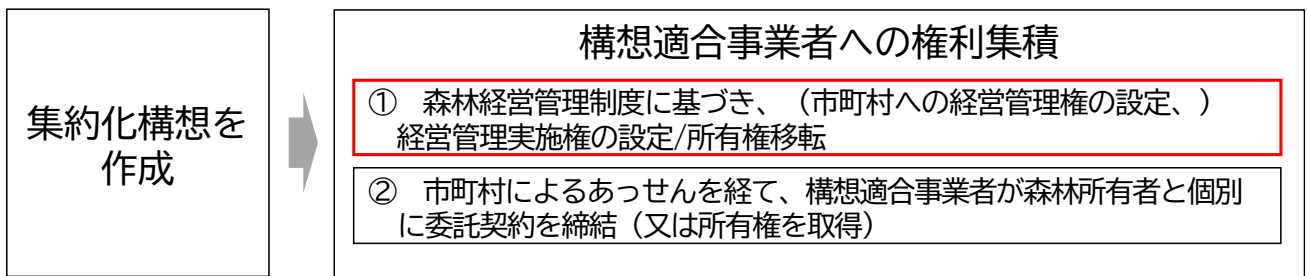 集約化構想を
作成
構想適合事業者への権利集積
① 森林経営管理制度に基づき、（市町村への経営管理権の設定、）
経営管理実施権の設定/所有権移転
② 市町村によるあっせんを経て、構想適合事業者が森林所有者と個別
に委託契約を締結（又は所有権を取得）